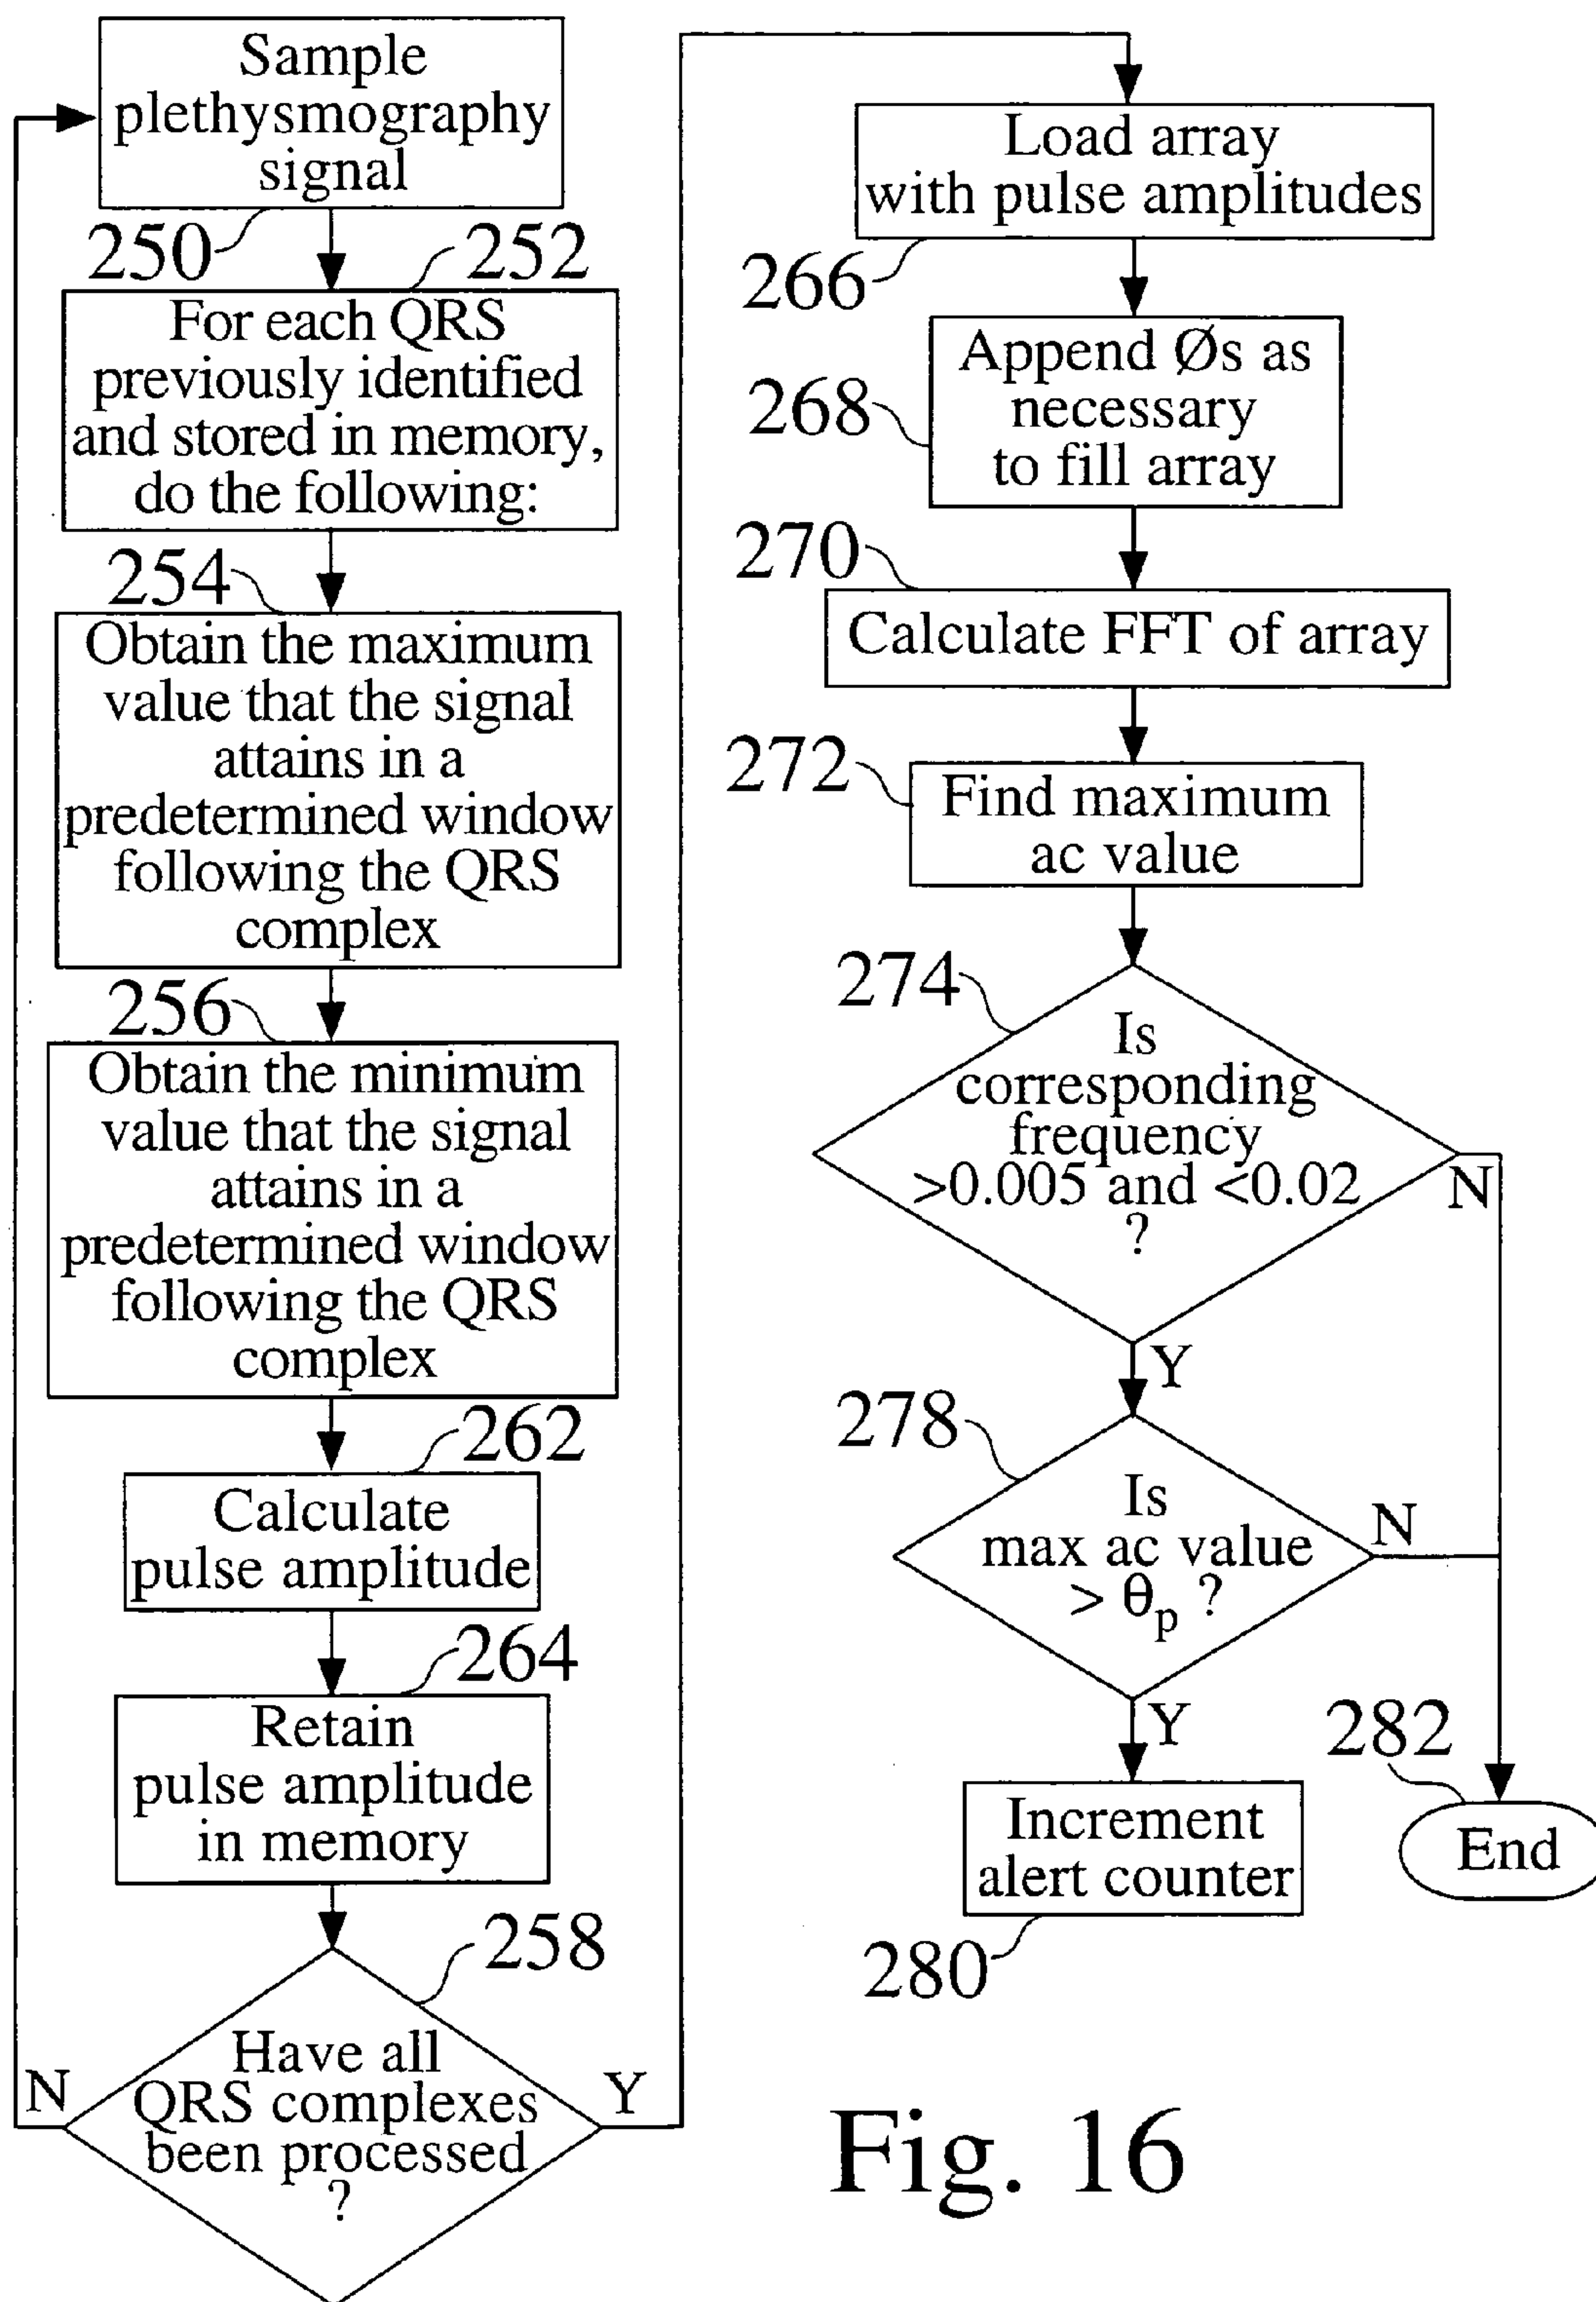 Sample
plethysmography
signal
250
252
For each QRS
previously identified
and stored in memory,
do the following:
254
Obtain the maximum
value that the signal
attains in a
predetermined window
following the QRS
complex
256
Obtain the minimum
value that the signal
attains in a
predetermined window
following the QRS
complex
262
Calculate
pulse amplitude
264
Retain
pulse amplitude
in memory
258
Have all
QRS complexes
been processed
?
N
Y
Load array
with pulse amplitudes
266
Append Øs as
necessary
to fill array
268
270
Calculate FFT of array
272
Find maximum
ac value
274
Is
corresponding
frequency
>0.005 and <0.02
?
N
Y
278
Is
max ac value
> θp ?
N
Y
282
Increment
alert counter
End
280
Fig. 16